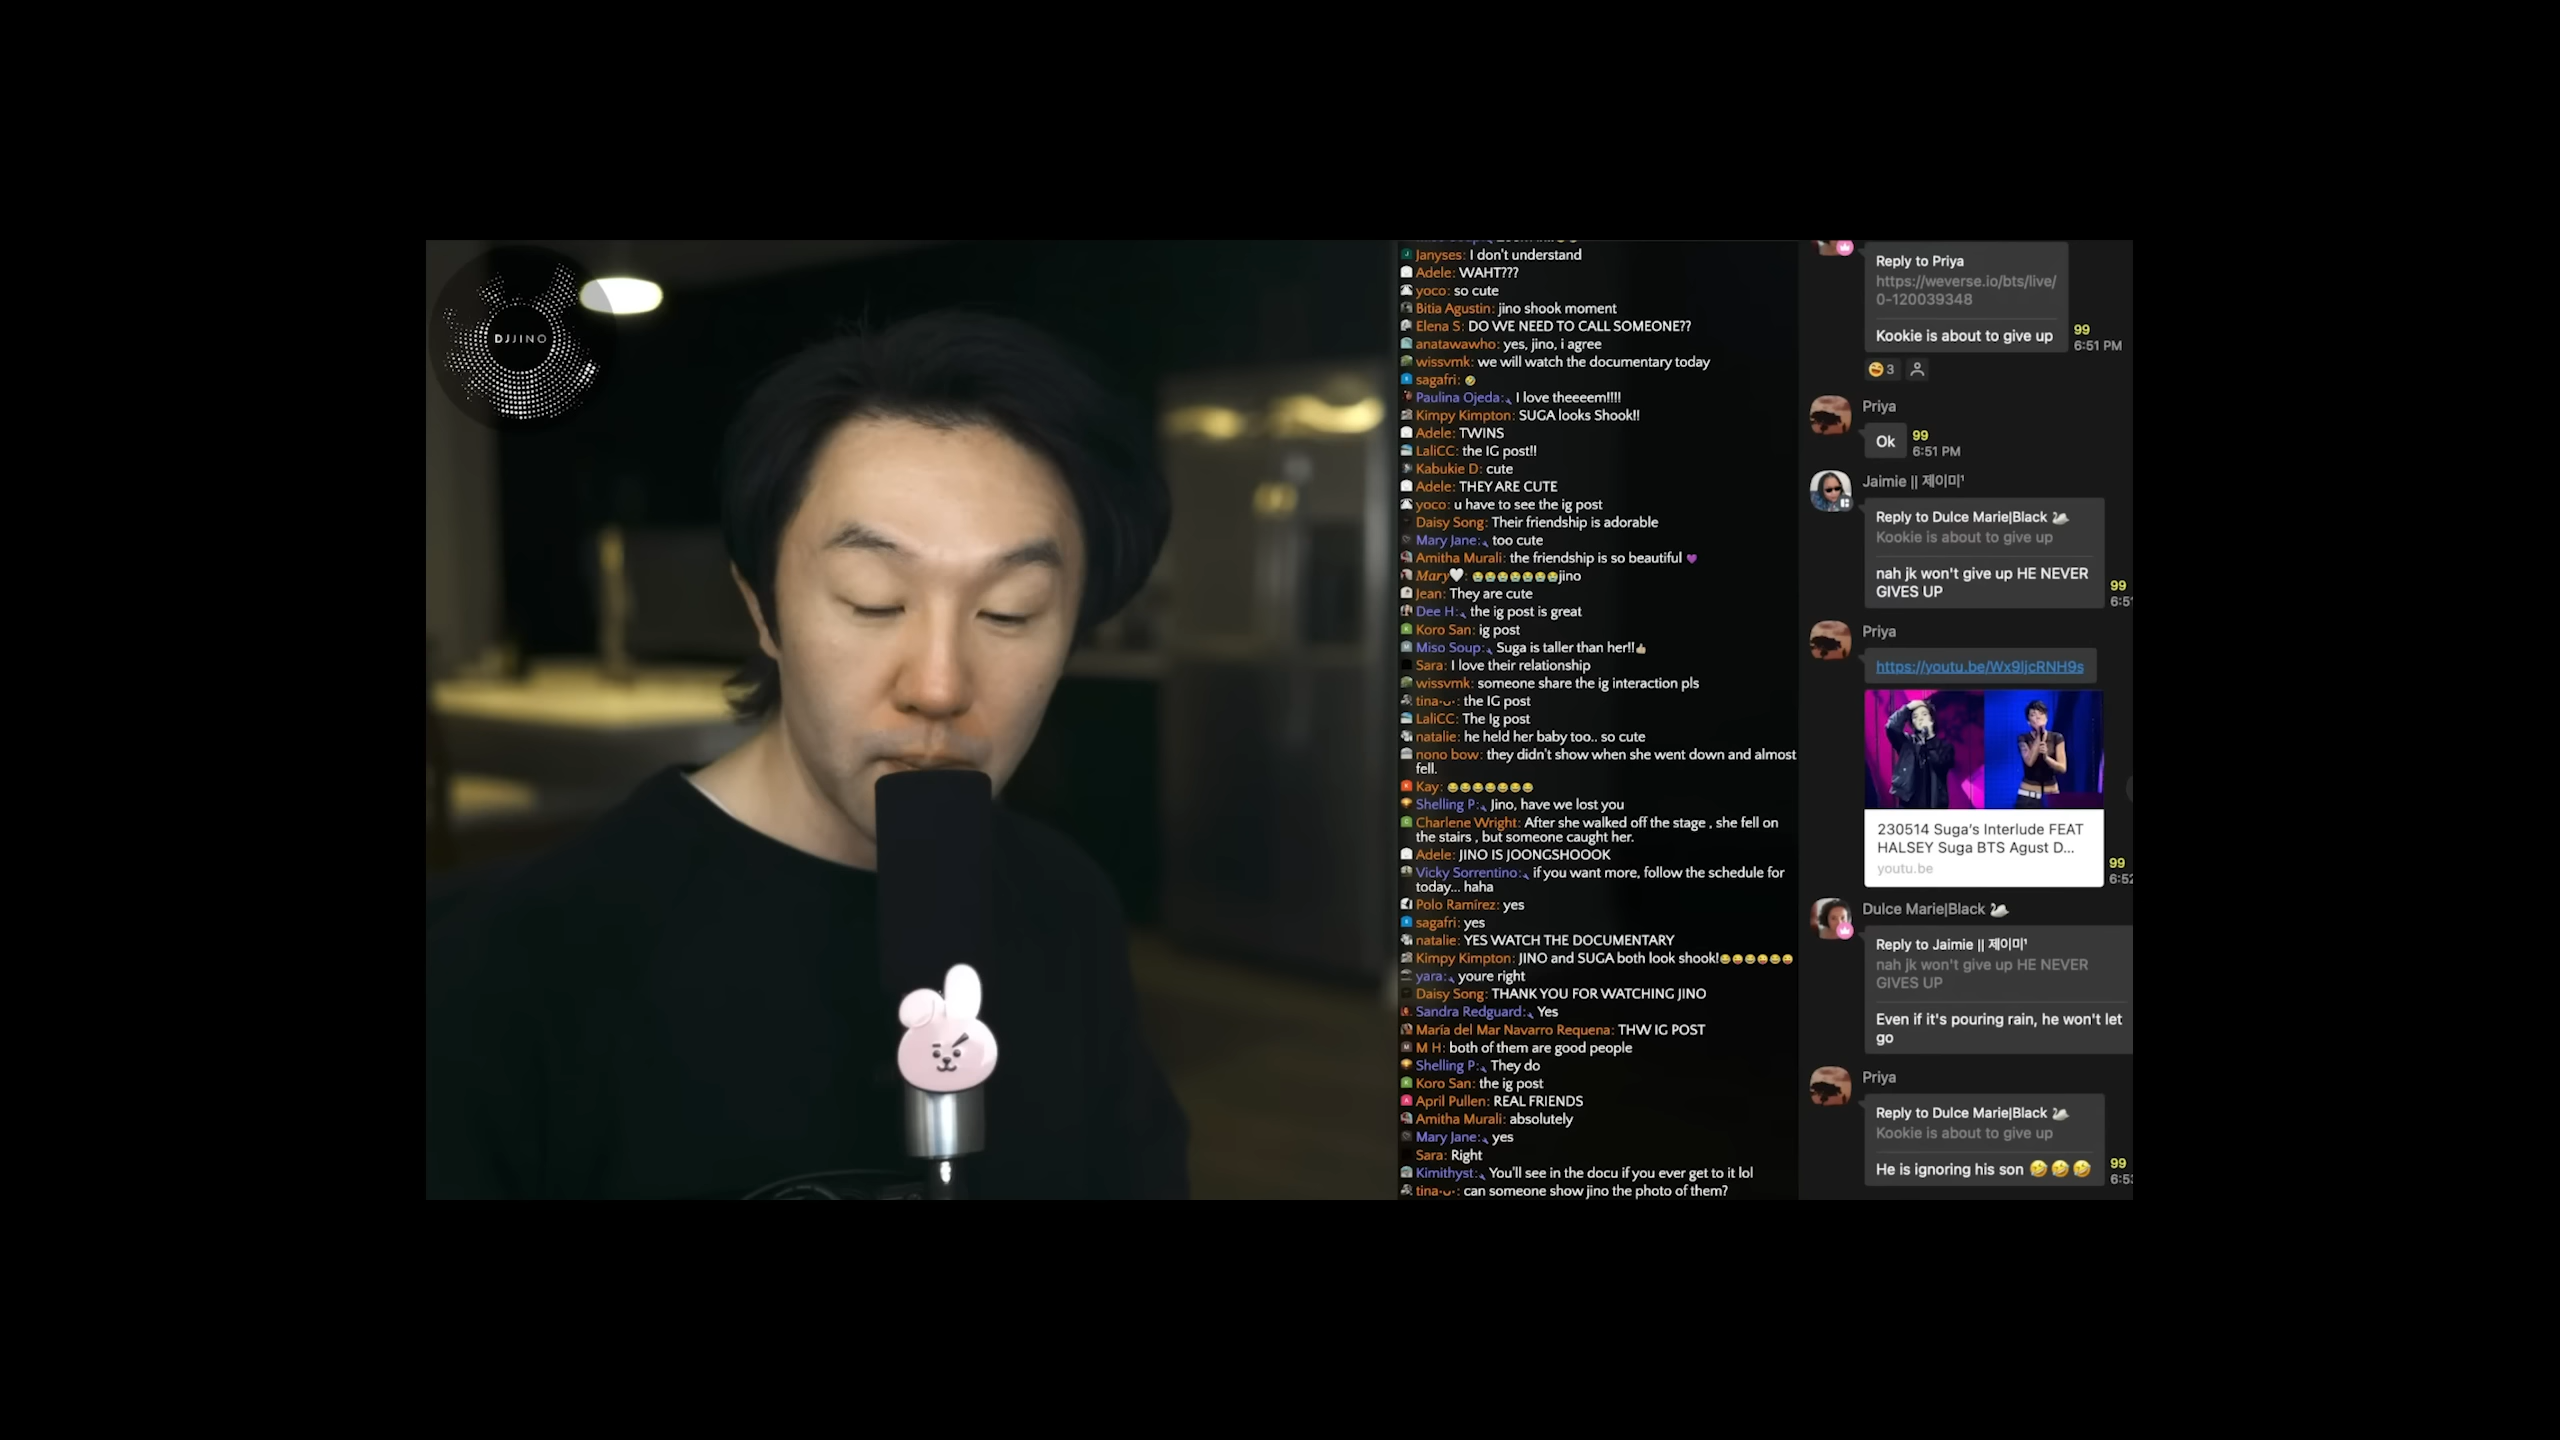 DJJINO
Janyses: I don't understand
Adele: WAHT???
yoco: so cute
Bitia Agustin: jino shook moment
Elena S: DO WE NEED TO CALL SOMEONE??
anatawawho: yes, jino, i agree
wissvmk: we will watch the documentary today
sagafri: 🤣
Paulina Ojeda: I love theeeem!!!!
Kimpy Kimpton: SUGA looks Shook!!
Adele: TWINS
LaliCC: the IG post!!
Kabukie D: cute
Adele: THEY ARE CUTE
yoco: u have to see the ig post
Daisy Song: Their friendship is adorable
Mary Jane: too cute
Amitha Murali: the friendship is so beautiful 💜
Mary🤍: 😭😭😭😭😭😭😭jino
Jean: They are cute
Dee H: the ig post is great
Koro San: ig post
Miso Soup: Suga is taller than her!!👍🏼
Sara: I love their relationship
wissvmk: someone share the ig interaction pls
tina·ᴗ·: the IG post
LaliCC: The Ig post
natalie: he held her baby too.. so cute
nono bow: they didn't show when she went down and almost
fell.
Kay: 😂😂😂😂😂😂😂
Shelling P: Jino, have we lost you
Charlene Wright: After she walked off the stage , she fell on
the stairs , but someone caught her.
Adele: JINO IS JOONGSHOOOK
Vicky Sorrentino: if you want more, follow the schedule for
today... haha
Polo Ramírez: yes
sagafri: yes
natalie: YES WATCH THE DOCUMENTARY
Kimpy Kimpton: JINO and SUGA both look shook!😂😜😂😜😂😜
yara: youre right
Daisy Song: THANK YOU FOR WATCHING JINO
Sandra Redguard: Yes
María del Mar Navarro Requena: THW IG POST
M H: both of them are good people
Shelling P: They do
Koro San: the ig post
April Pullen: REAL FRIENDS
Amitha Murali: absolutely
Mary Jane: yes
Sara: Right
Kimithyst: You'll see in the docu if you ever get to it lol
tina·ᴗ·: can someone show jino the photo of them?
Reply to Priya
https://weverse.io/bts/live/
0-120039348
Kookie is about to give up
99
6:51 PM
😆 3
Priya
Ok
99
6:51 PM
Jaimie || 제이미¹
Reply to Dulce Marie|Black 🦢
Kookie is about to give up
nah jk won't give up HE NEVER
GIVES UP
99
6:51
Priya
https://youtu.be/Wx9ljcRNH9s
230514 Suga's Interlude FEAT
HALSEY Suga BTS Agust D...
youtu.be
99
6:52
Dulce Marie|Black 🦢
Reply to Jaimie || 제이미¹
nah jk won't give up HE NEVER
GIVES UP
Even if it's pouring rain, he won't let
go
Priya
Reply to Dulce Marie|Black 🦢
Kookie is about to give up
He is ignoring his son 🤣🤣🤣
99
6:53